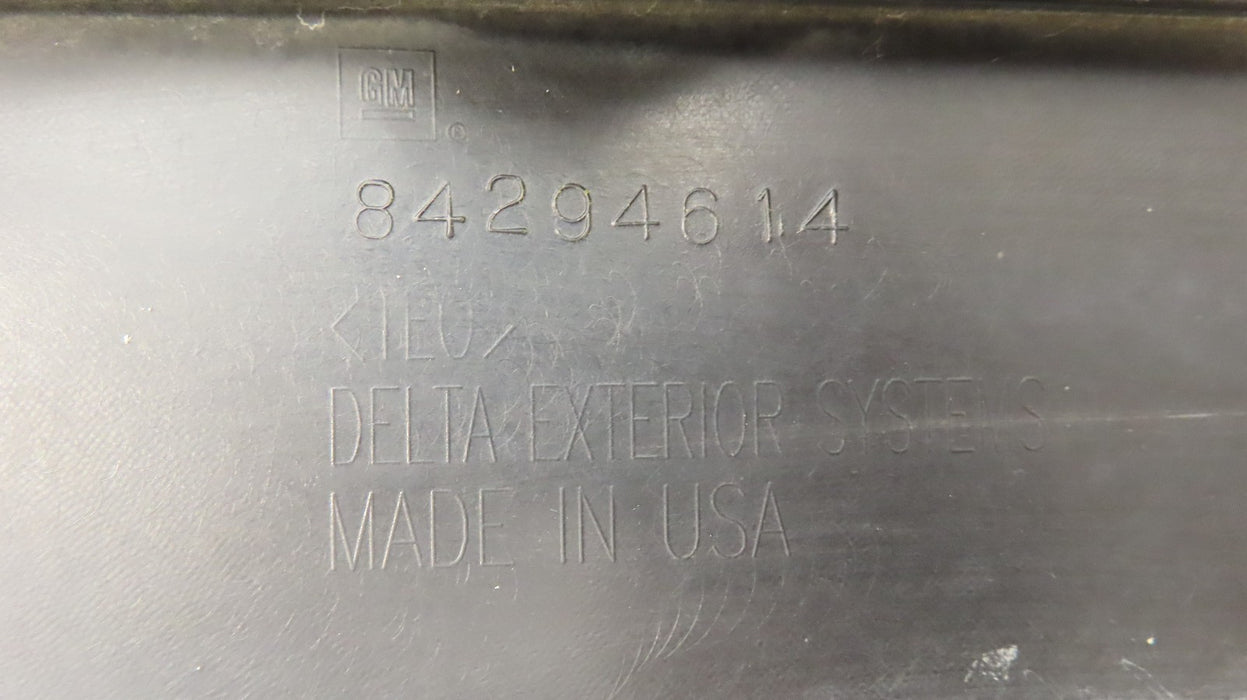 GM ®
84294614
<TEO>
DELTA EXTERIOR SYSTEMS
MADE IN USA